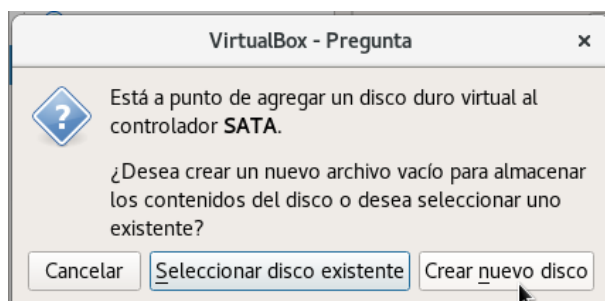 VirtualBox - Pregunta
Está a punto de agregar un disco duro virtual al
controlador SATA.
¿Desea crear un nuevo archivo vacío para almacenar
los contenidos del disco o desea seleccionar uno
existente?
Cancelar Seleccionar disco existente Crear nuevo disco